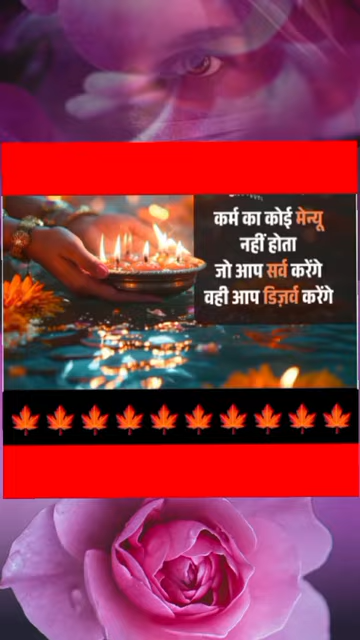 कर्म का कोई मेन्यू
नहीं होता
जो आप सर्व करेंगे
वही आप डिज़र्व करेंगे